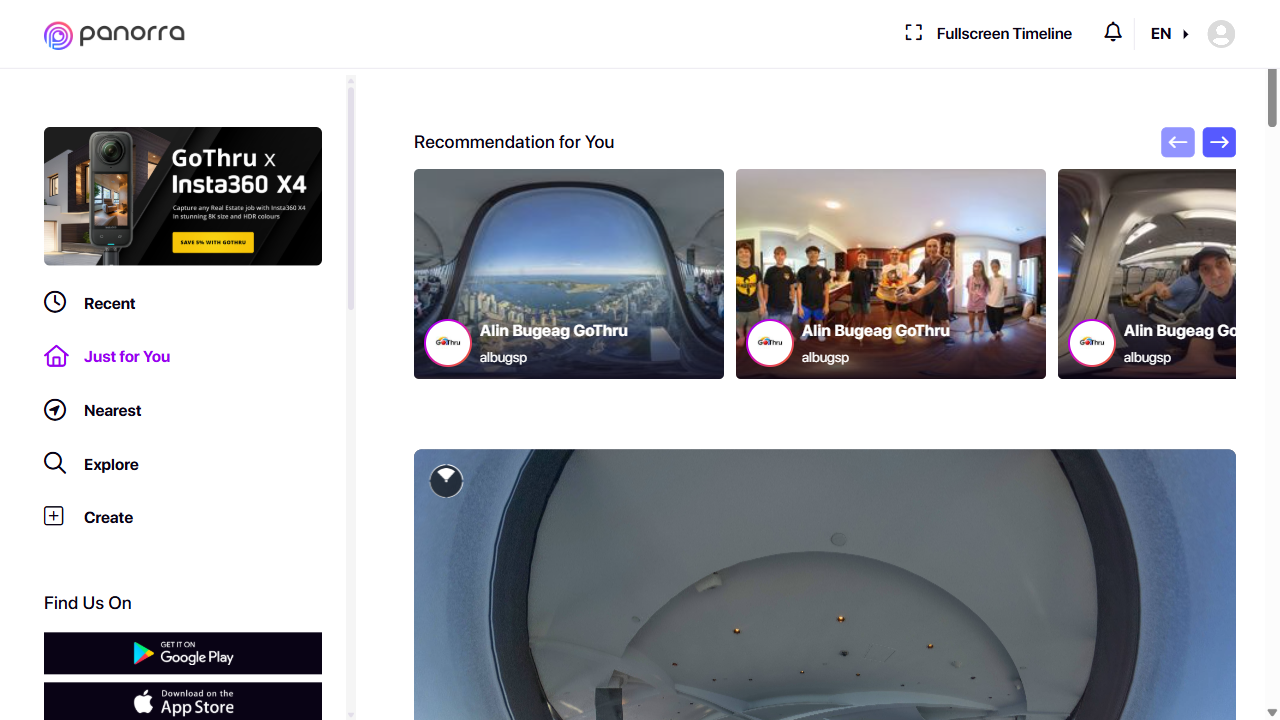 panorra
Fullscreen Timeline
EN
GoThru x
Insta360 X4
Capture any Real Estate job with Insta360 X4
in stunning 8K size and HDR colours
SAVE 5% WITH GOTHRU
Recent
Just for You
Nearest
Explore
Create
Find Us On
GET IT ON
Google Play
Download on the
App Store
Recommendation for You
GoThru
Alin Bugeag GoThru
albugsp
GoThru
Alin Bugeag GoThru
albugsp
GoThru
Alin Bugeag Go
albugsp